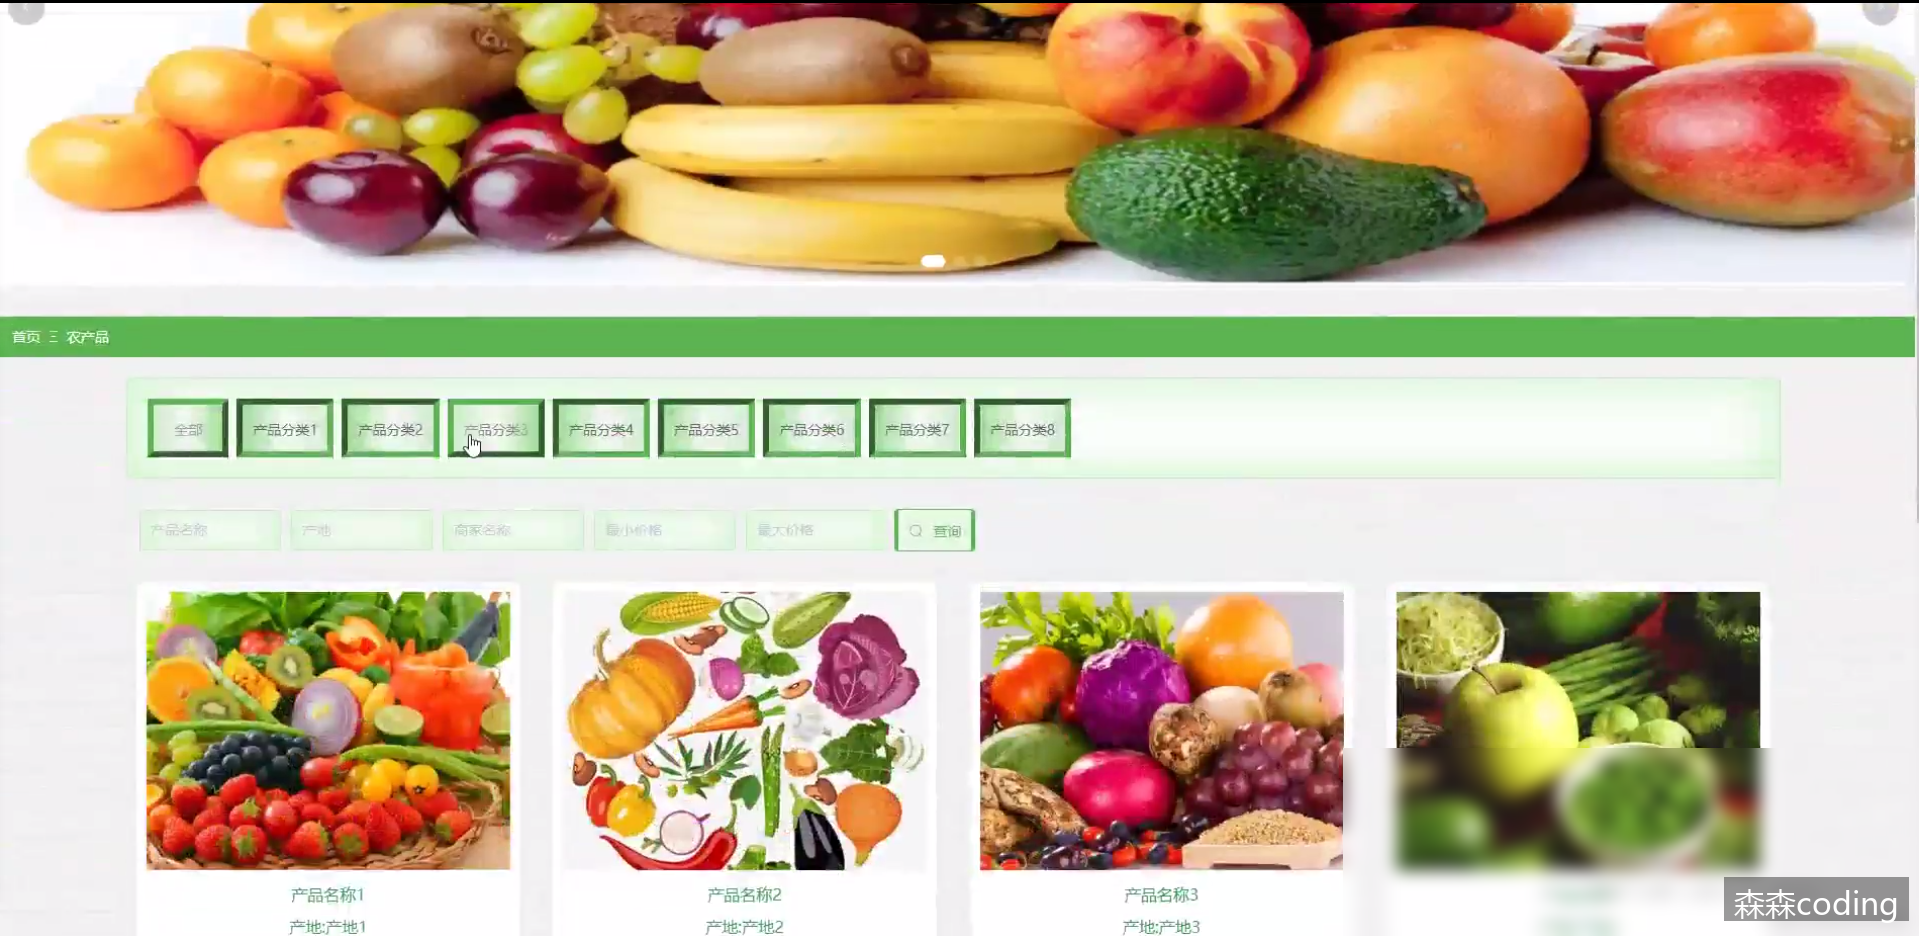 首页 Ξ 农产品
全部 产品分类1 产品分类2 产品分类3 产品分类4 产品分类5 产品分类6 产品分类7 产品分类8
产品名称 产地 商家名称 最小价格 最大价格 查询
产品名称1 产品名称2 产品名称3
产地:产地1 产地:产地2 产地:产地3
森森coding